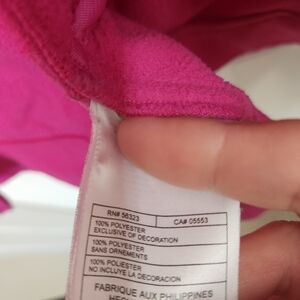 RN# 56323 CA# 05553
100% POLYESTER
EXCLUSIVE OF DECORATION
100% POLYESTER
SANS ORNEMENTS
100% POLIESTER
NO INCLUYE LA DECORACION
FABRIQUE AUX PHILIPPINES